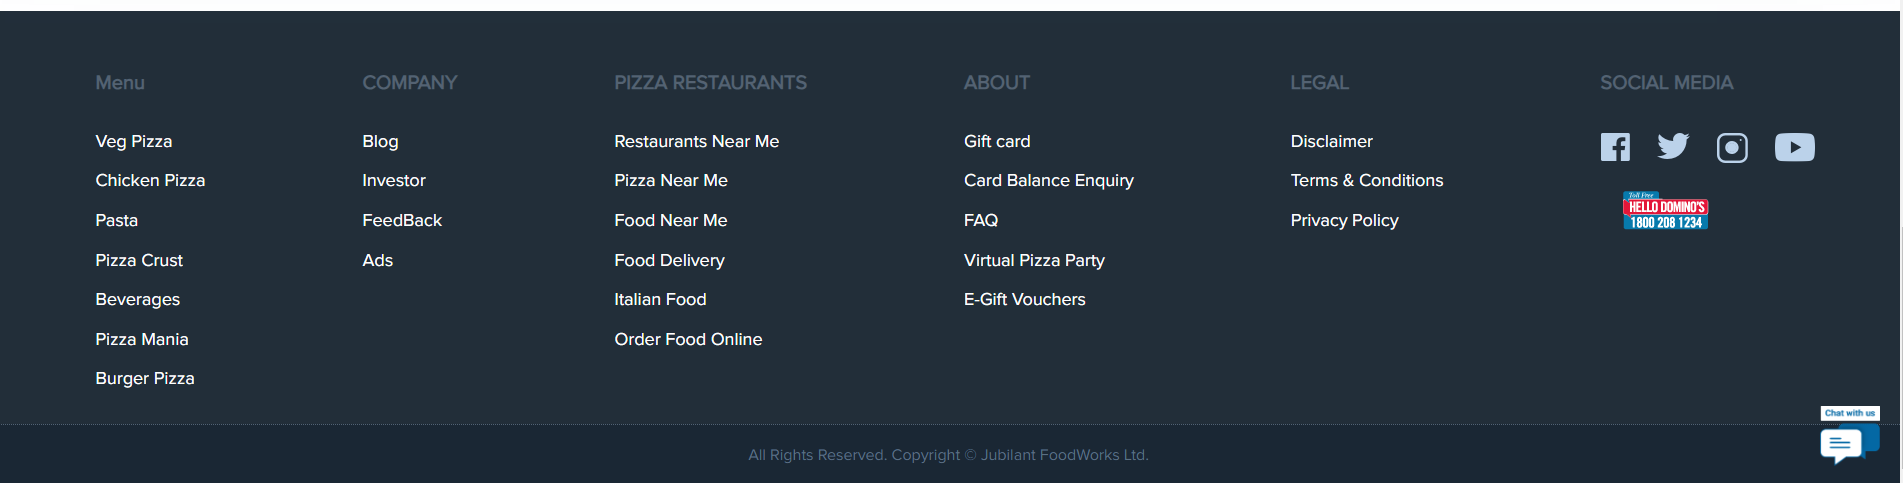 Menu
Veg Pizza
Chicken Pizza
Pasta
Pizza Crust
Beverages
Pizza Mania
Burger Pizza
COMPANY
Blog
Investor
FeedBack
Ads
PIZZA RESTAURANTS
Restaurants Near Me
Pizza Near Me
Food Near Me
Food Delivery
Italian Food
Order Food Online
ABOUT
Gift card
Card Balance Enquiry
FAQ
Virtual Pizza Party
E-Gift Vouchers
LEGAL
Disclaimer
Terms & Conditions
Privacy Policy
SOCIAL MEDIA
Toll Free
HELLO DOMINO'S
1800 208 1234
Chat with us
All Rights Reserved. Copyright © Jubilant FoodWorks Ltd.